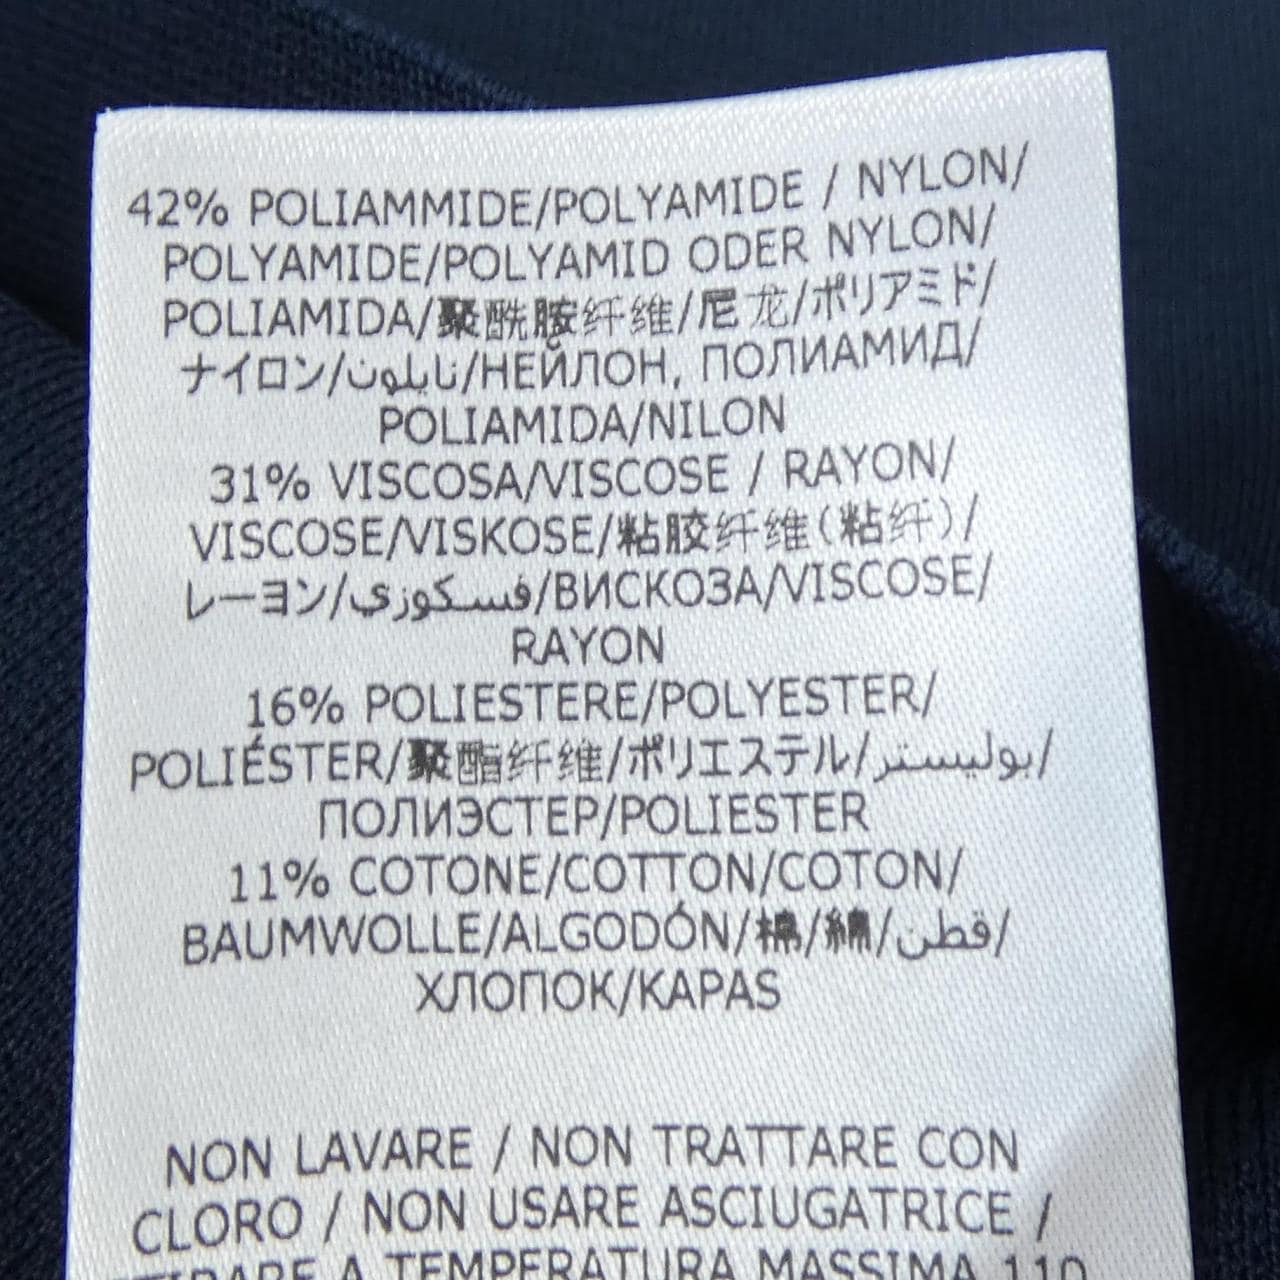 42% POLIAMMIDE/POLYAMIDE / NYLON/
POLYAMIDE/POLYAMID ODER NYLON/
POLIAMIDA/聚酰胺纤维/尼龙/ポリアミド/
ナイロン/نايلون/НЕЙЛОН, ПОЛИАМИД/
POLIAMIDA/NILON
31% VISCOSA/VISCOSE / RAYON/
VISCOSE/VISKOSE/粘胶纤维(粘纤)/
レーヨン/فسكوزي/ВИСКОЗА/VISCOSE/
RAYON
16% POLIESTERE/POLYESTER/
POLIÉSTER/聚酯纤维/ポリエステル/بوليستر/
ПОЛИЭСТЕР/POLIESTER
11% COTONE/COTTON/COTON/
BAUMWOLLE/ALGODÓN/棉/綿/قطن/
ХЛОПОК/KAPAS
NON LAVARE / NON TRATTARE CON
CLORO / NON USARE ASCIUGATRICE /
STIRARE A TEMPERATURA MASSIMA 110